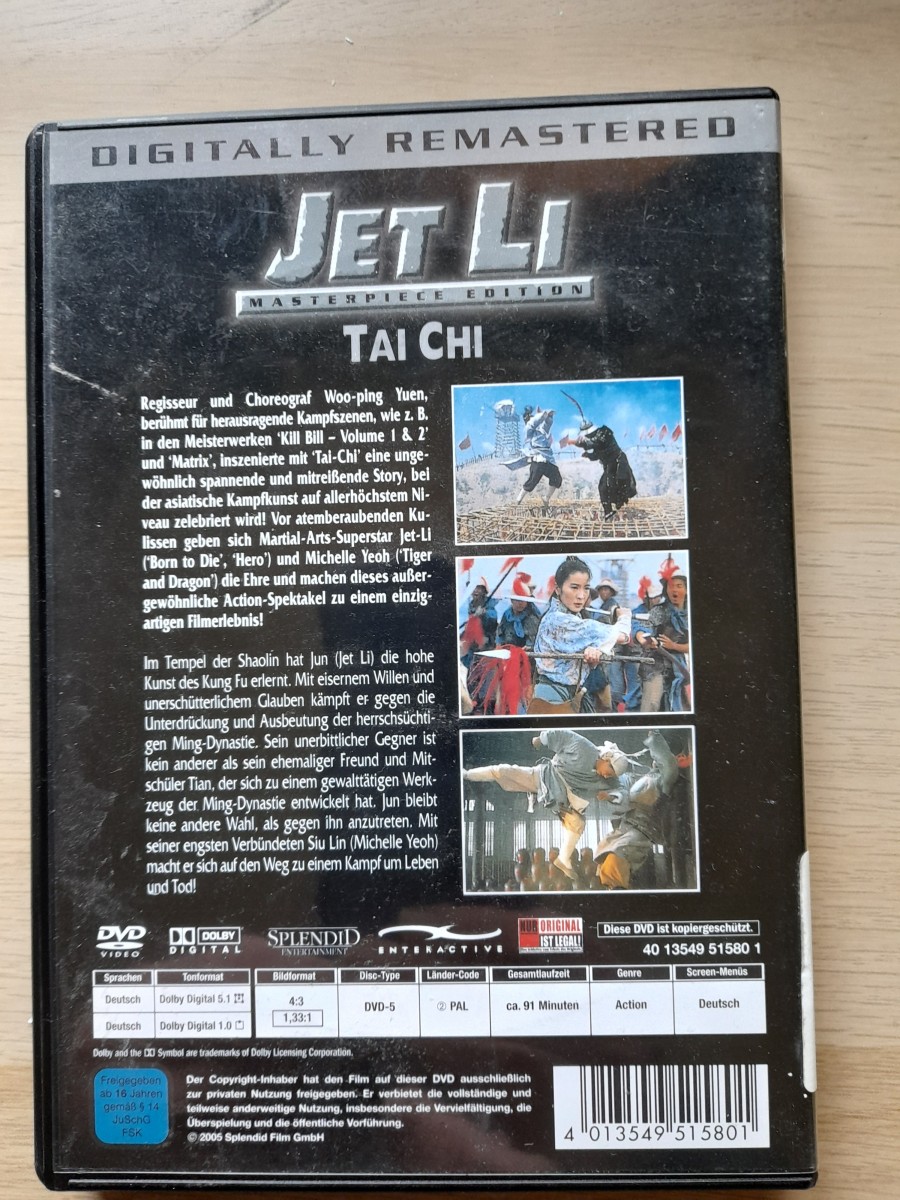 DIGITALLY REMASTERED
JET LI
MASTERPIECE EDITION
TAI CHI
Regisseur und Choreograf Woo-ping Yuen,
berühmt für herausragende Kampfszenen, wie z. B.
in den Meisterwerken ‘Kill Bill – Volume 1 & 2’
und ‘Matrix’, inszenierte mit ‘Tai-Chi’ eine unge-
wöhnlich spannende und mitreißende Story, bei
der asiatische Kampfkunst auf allerhöchstem Ni-
veau zelebriert wird! Vor atemberaubenden Ku-
lissen geben sich Martial-Arts-Superstar Jet-Li
(‘Born to Die’, ‘Hero’) und Michelle Yeoh (‘Tiger
and Dragon’) die Ehre und machen dieses außer-
gewöhnliche Action-Spektakel zu einem einzig-
artigen Filmerlebnis!
Im Tempel der Shaolin hat Jun (Jet Li) die hohe
Kunst des Kung Fu erlernt. Mit eisernem Willen und
unerschütterlichem Glauben kämpft er gegen die
Unterdrückung und Ausbeutung der herrschsüchti-
gen Ming-Dynastie. Sein unerbittlicher Gegner ist
kein anderer als sein ehemaliger Freund und Mit-
schüler Tian, der sich zu einem gewalttätigen Werk-
zeug der Ming-Dynastie entwickelt hat. Jun bleibt
keine andere Wahl, als gegen ihn anzutreten. Mit
seiner engsten Verbündeten Siu Lin (Michelle Yeoh)
macht er sich auf den Weg zu einem Kampf um Leben
und Tod!
DVD VIDEO
DOLBY DIGITAL
SPLENDID ENTERTAINMENT
ENTERACTIVE
NUR ORIGINAL IST LEGAL!
Diese DVD ist kopiergeschützt.
40 13549 51580 1
Sprachen Tonformat Bildformat Disc-Type Länder-Code Gesamtlaufzeit Genre Screen-Menüs
Deutsch Dolby Digital 5.1 4:3 DVD-5 2 PAL ca. 91 Minuten Action Deutsch
Deutsch Dolby Digital 1.0 1,33:1
Dolby and the DD Symbol are trademarks of Dolby Licensing Corporation.
Freigegeben
ab 16 Jahren
gemäß § 14
JuSchG
FSK
Der Copyright-Inhaber hat den Film auf dieser DVD ausschließlich
zur privaten Nutzung freigegeben. Er verbietet die vollständige und
teilweise anderweitige Nutzung, insbesondere die Vervielfältigung, die
Überspielung und die öffentliche Vorführung.
© 2005 Splendid Film GmbH
4 013549 515801